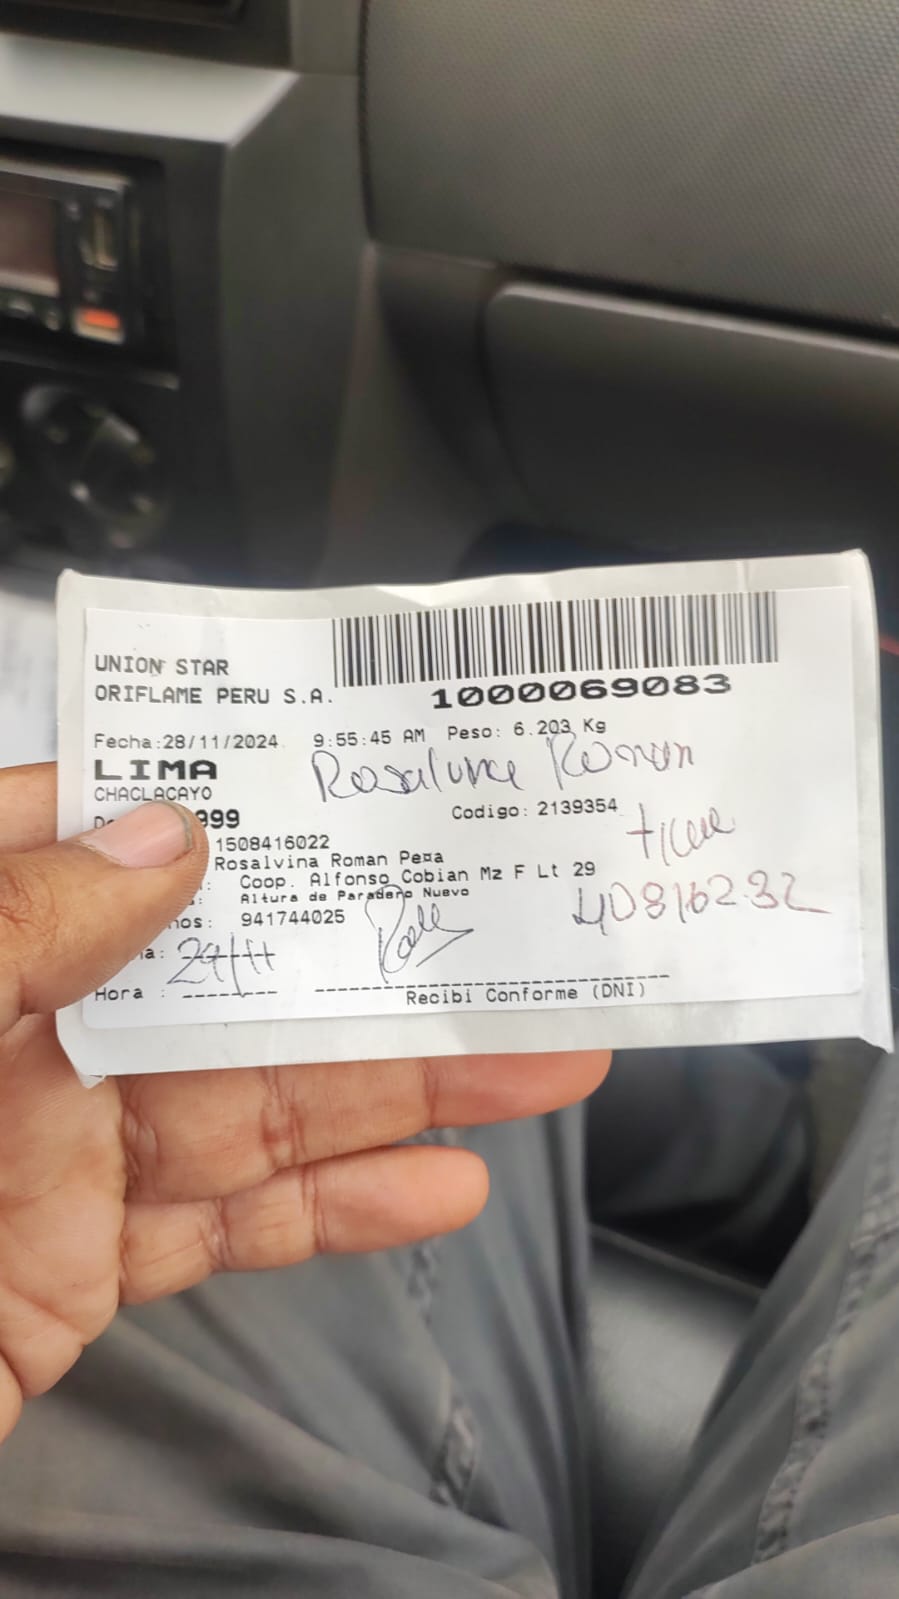 UNION STAR
ORIFLAME PERU S.A.
1000069083
Fecha:28/11/2024 9:55:45 AM Peso: 6.203 Kg
LIMA
Rosalvina Roman
CHACLACAYO
999 Codigo: 2139354
1508416022
Rosalvina Roman Pe¤a
Coop. Alfonso Cobian Mz F Lt 29
Altura de Paradero Nuevo
nos: 941744025
40816232
a: 29/11
Hora :
Recibi Conforme (DNI)